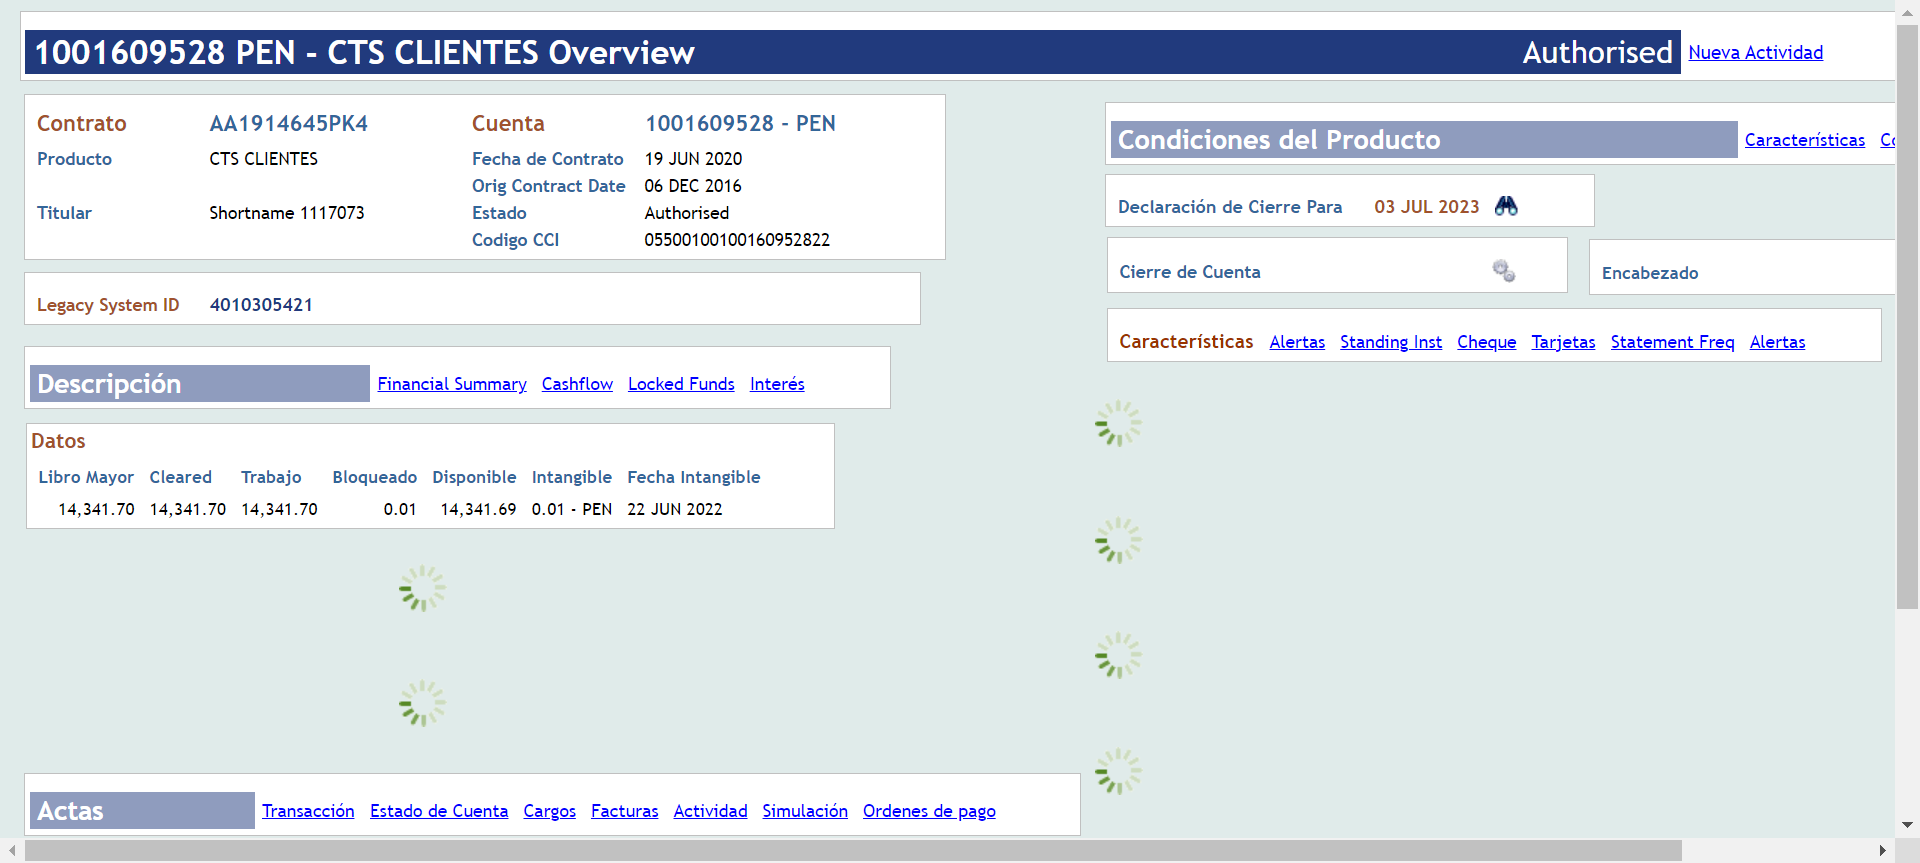 1001609528 PEN - CTS CLIENTES Overview Authorised Nueva Actividad
Contrato AA1914645PK4 Cuenta 1001609528 - PEN
Producto CTS CLIENTES Fecha de Contrato 19 JUN 2020
Orig Contract Date 06 DEC 2016
Titular Shortname 1117073 Estado Authorised
Codigo CCI 05500100100160952822
Legacy System ID 4010305421
Descripción Financial Summary Cashflow Locked Funds Interés
Datos
Libro Mayor Cleared Trabajo Bloqueado Disponible Intangible Fecha Intangible
14,341.70 14,341.70 14,341.70 0.01 14,341.69 0.01 - PEN 22 JUN 2022
Actas Transacción Estado de Cuenta Cargos Facturas Actividad Simulación Ordenes de pago
Condiciones del Producto Características
Declaración de Cierre Para 03 JUL 2023
Cierre de Cuenta Encabezado
Características Alertas Standing Inst Cheque Tarjetas Statement Freq Alertas